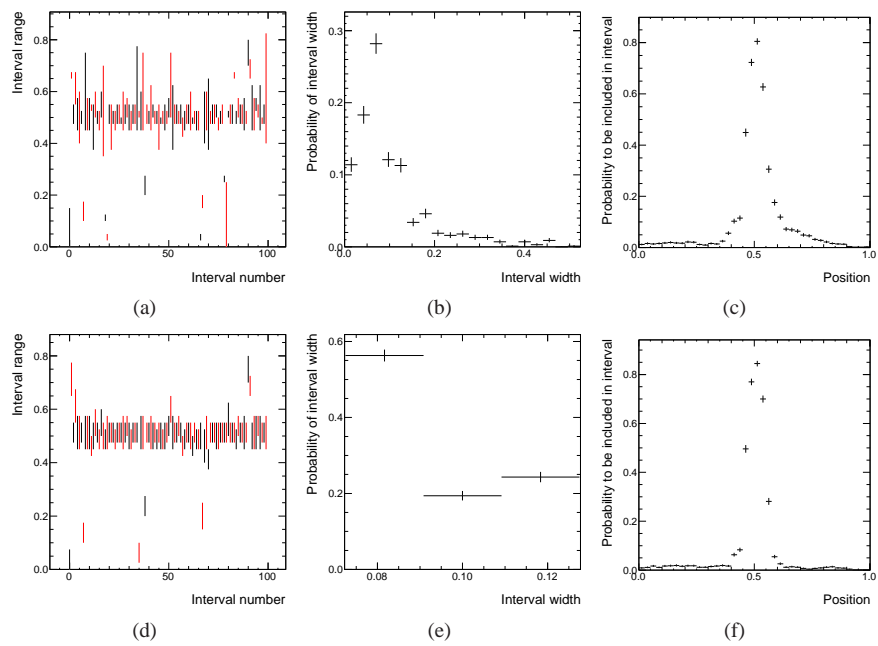 Interval range
0.8
0.6
0.4
0.2
0.0
0
50
100
Interval number
(a)
Probability of interval width
0.3
0.2
0.1
0.0
0.0
0.2
0.4
Interval width
(b)
Probability to be included in interval
0.8
0.6
0.4
0.2
0.0
0.0
0.5
1.0
Position
(c)
Interval range
0.8
0.6
0.4
0.2
0.0
0
50
100
Interval number
(d)
Probability of interval width
0.6
0.4
0.2
0.0
0.08
0.10
0.12
Interval width
(e)
Probability to be included in interval
0.8
0.6
0.4
0.2
0.0
0.0
0.5
1.0
Position
(f)